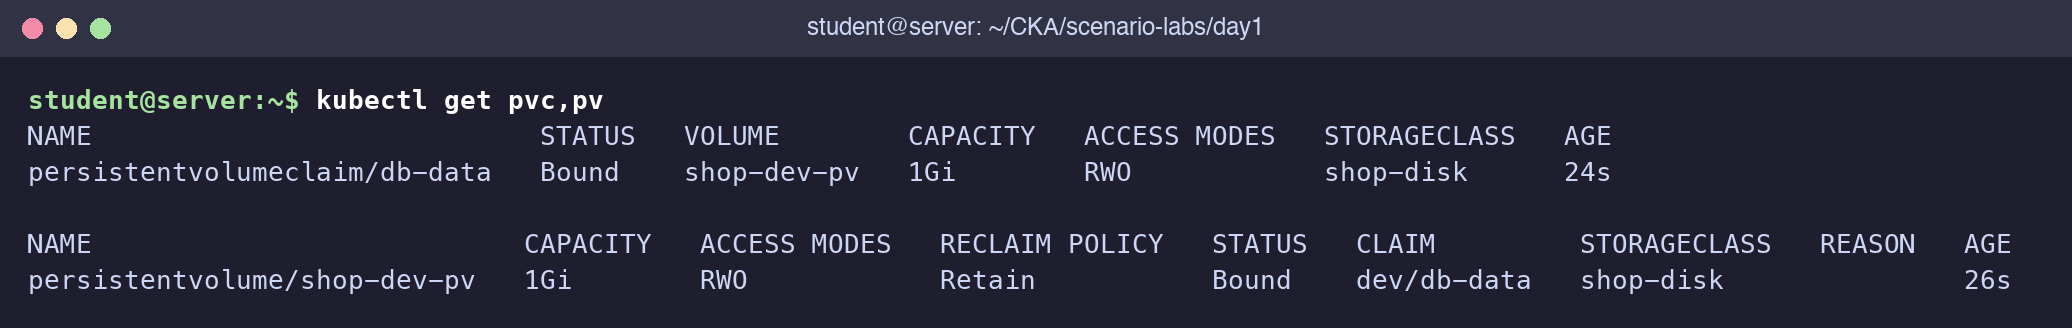 student@server: ~/CKA/scenario-labs/day1
student@server:~$ kubectl get pvc,pv
NAME                            STATUS   VOLUME        CAPACITY   ACCESS MODES   STORAGECLASS   AGE
persistentvolumeclaim/db-data   Bound    shop-dev-pv   1Gi        RWO            shop-disk      24s

NAME                           CAPACITY   ACCESS MODES   RECLAIM POLICY   STATUS   CLAIM         STORAGECLASS   REASON   AGE
persistentvolume/shop-dev-pv   1Gi        RWO            Retain           Bound    dev/db-data   shop-disk               26s